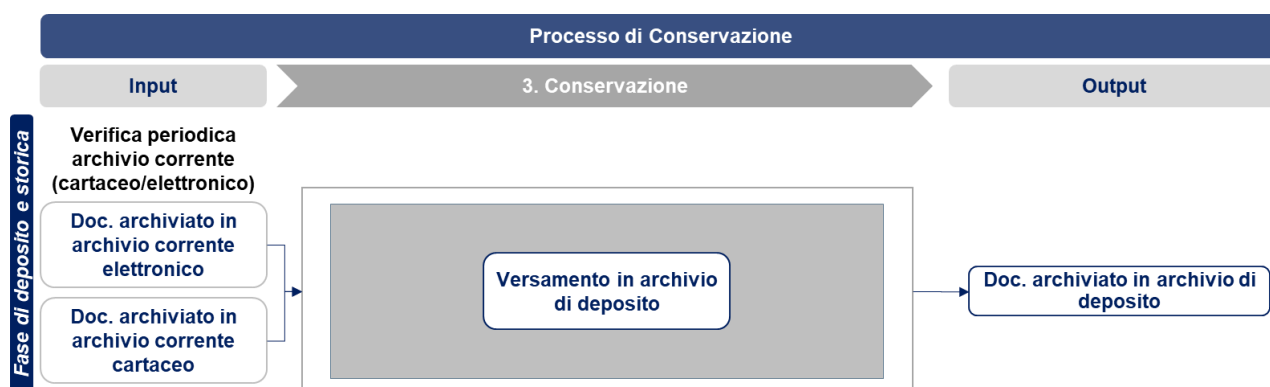 Processo di Conservazione
Input
3. Conservazione
Output
Fase di deposito e storica
Verifica periodica
archivio corrente
(cartaceo/elettronico)
Doc. archiviato in
archivio corrente
elettronico
Doc. archiviato in
archivio corrente
cartaceo
Versamento in archivio
di deposito
Doc. archiviato in archivio di
deposito